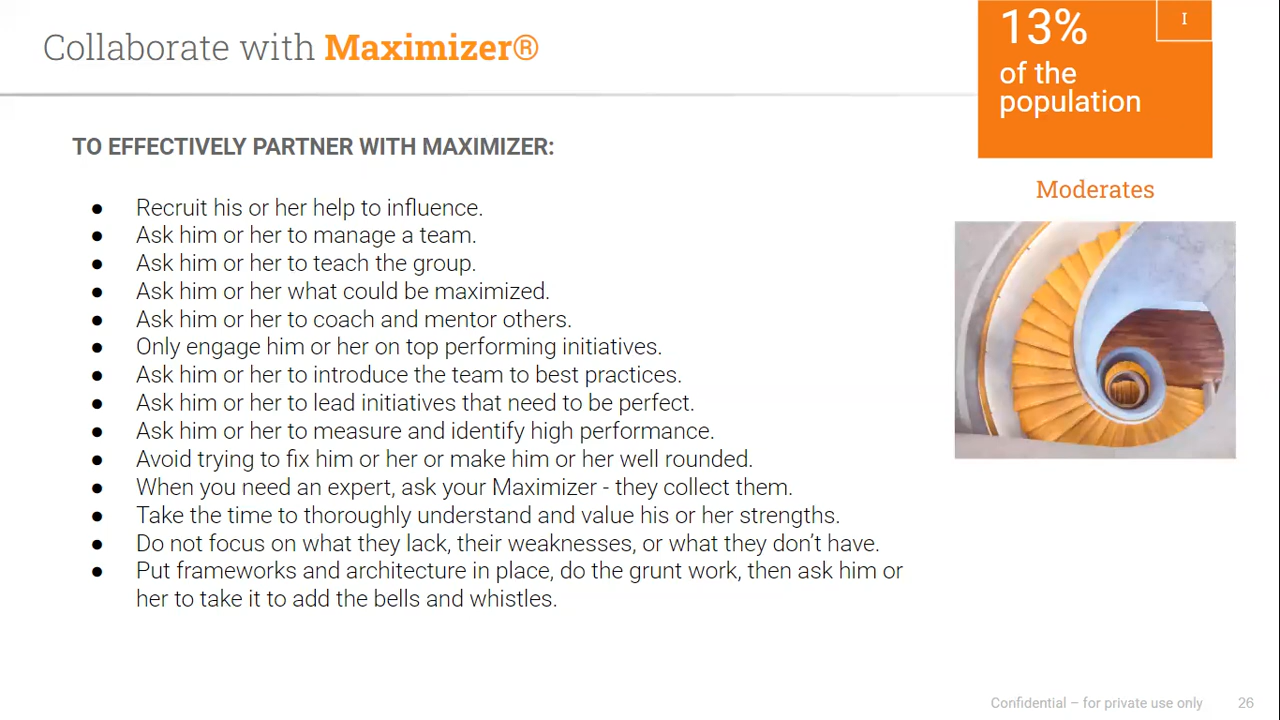 Collaborate with Maximizer®
13%
I
of the
population
Moderates
TO EFFECTIVELY PARTNER WITH MAXIMIZER:
● Recruit his or her help to influence.
● Ask him or her to manage a team.
● Ask him or her to teach the group.
● Ask him or her what could be maximized.
● Ask him or her to coach and mentor others.
● Only engage him or her on top performing initiatives.
● Ask him or her to introduce the team to best practices.
● Ask him or her to lead initiatives that need to be perfect.
● Ask him or her to measure and identify high performance.
● Avoid trying to fix him or her or make him or her well rounded.
● When you need an expert, ask your Maximizer - they collect them.
● Take the time to thoroughly understand and value his or her strengths.
● Do not focus on what they lack, their weaknesses, or what they don’t have.
● Put frameworks and architecture in place, do the grunt work, then ask him or
her to take it to add the bells and whistles.
Confidential – for private use only 26